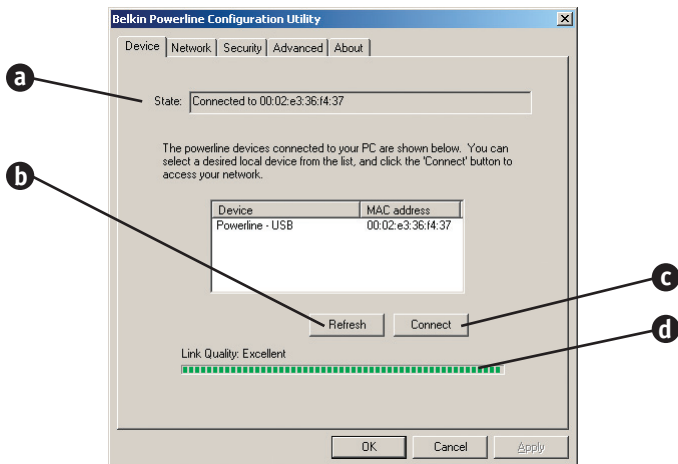 Belkin Powerline Configuration Utility
Device Network Security Advanced About
a
State: Connected to 00:02:e3:36:f4:37
The powerline devices connected to your PC are shown below. You can
select a desired local device from the list, and click the 'Connect' button to
access your network.
b
Device MAC address
Powerline - USB 00:02:e3:36:f4:37
c
Refresh Connect
d
Link Quality: Excellent
OK Cancel Apply